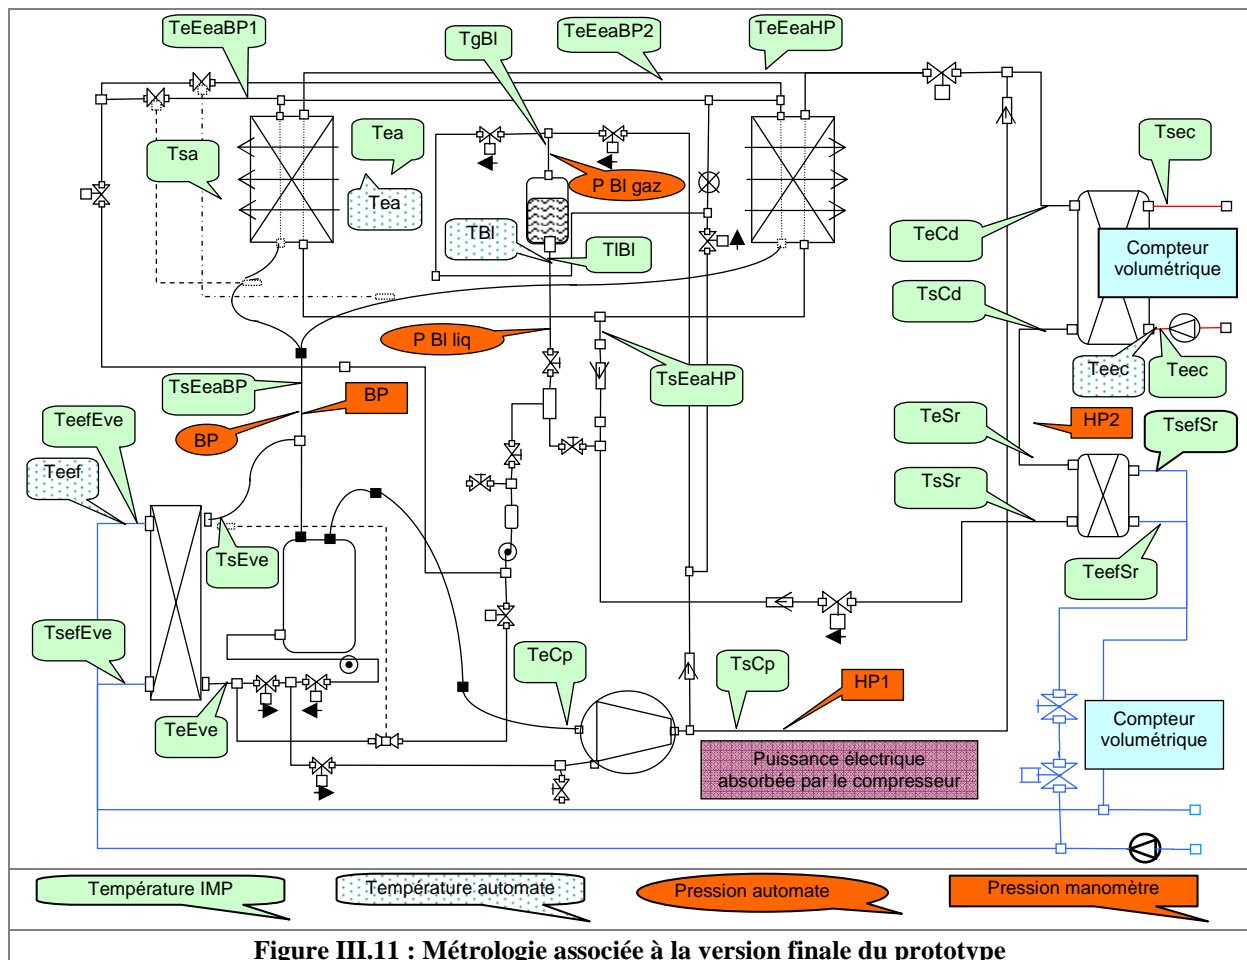 TeEeaBP1
TgBl
TeEeaBP2
TeEeaHP
Tsa
Tea
Tea
P Bl gaz
Tsec
TBl
TlBl
TeCd
Compteur
volumétrique
TsCd
P Bl liq
TsEeaHP
Teec
Teec
TsEeaBP
BP
BP
HP2
TeefEve
Teef
TeSr
TsefSr
TsSr
TsEve
TeefSr
TsefEve
TeCp
TsCp
HP1
TeEve
Puissance électrique
absorbée par le compresseur
Compteur
volumétrique
Température IMP
Température automate
Pression automate
Pression manomètre
Figure III.11 : Métrologie associée à la version finale du prototype